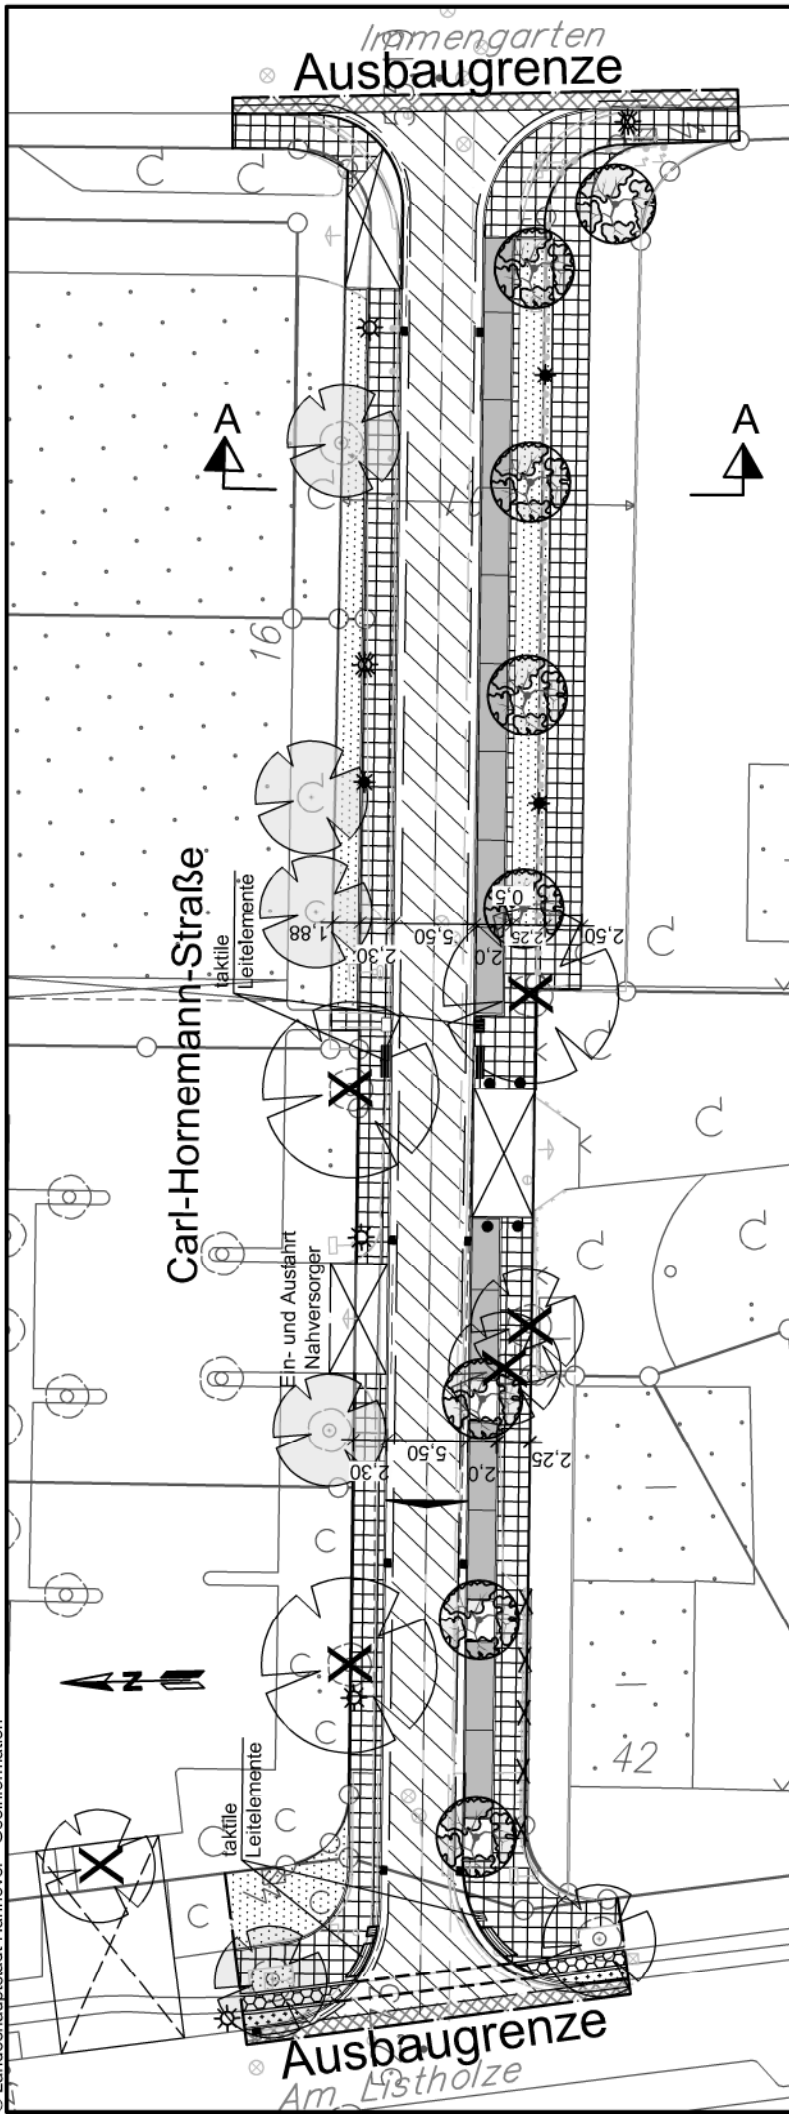 Immengarten
Ausbaugrenze
A
A
16
Carl-Hornemann-Straße
taktile
Leitelemente
1,88
2,30
5,50
2,0
0,5
2,25
2,50
Ein- und Ausfahrt
Nahversorger
2,30
5,50
2,0
2,25
N
42
taktile
Leitelemente
Ausbaugrenze
Am Listholze